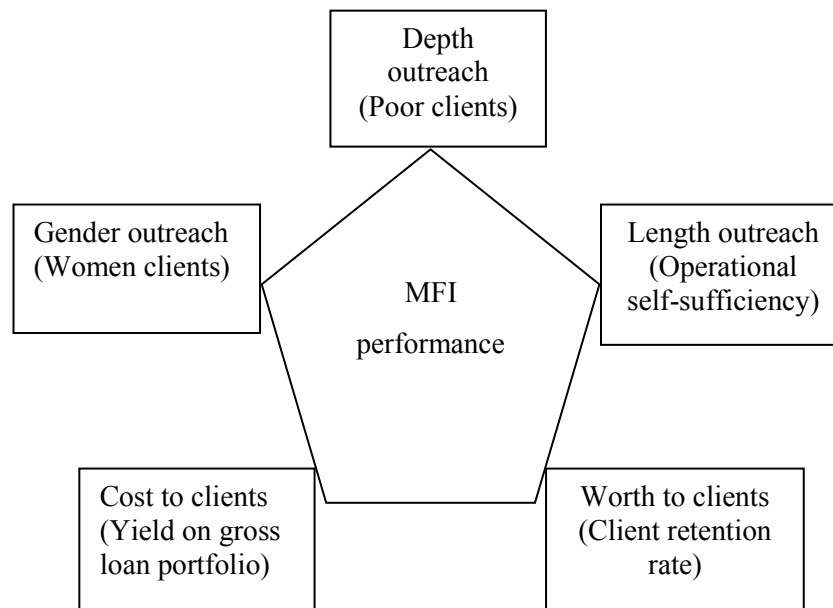 Depth
outreach
(Poor clients)
Gender outreach
(Women clients)
Length outreach
(Operational
self-sufficiency)
MFI
performance
Cost to clients
(Yield on gross
loan portfolio)
Worth to clients
(Client retention
rate)